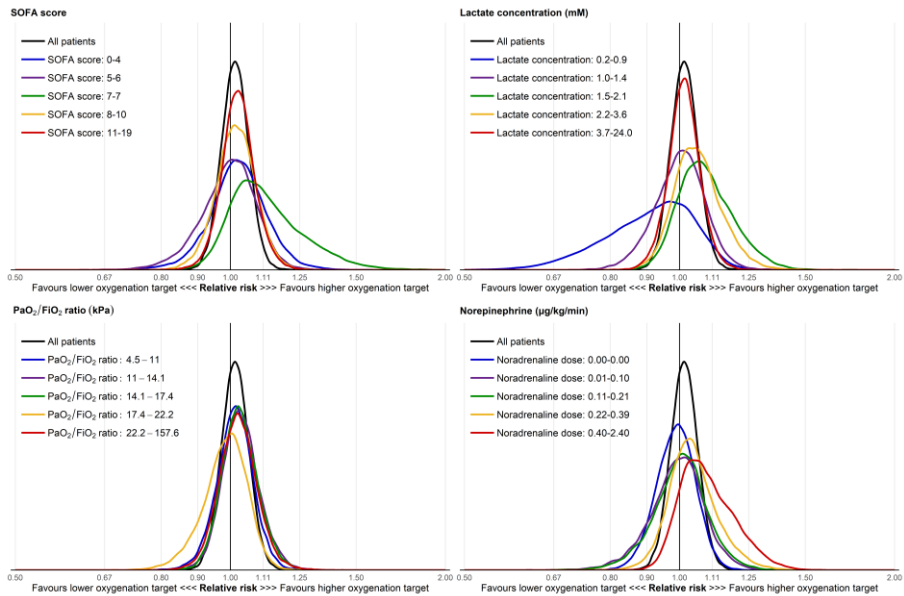 SOFA score
All patients
SOFA score: 0-4
SOFA score: 5-6
SOFA score: 7-7
SOFA score: 8-10
SOFA score: 11-19
0.50 0.67 0.80 0.90 1.00 1.11 1.25 1.50 2.00
Favours lower oxygenation target <<< Relative risk >>> Favours higher oxygenation target
Lactate concentration (mM)
All patients
Lactate concentration: 0.2-0.9
Lactate concentration: 1.0-1.4
Lactate concentration: 1.5-2.1
Lactate concentration: 2.2-3.6
Lactate concentration: 3.7-24.0
0.50 0.67 0.80 0.90 1.00 1.11 1.25 1.50 2.00
Favours lower oxygenation target <<< Relative risk >>> Favours higher oxygenation target
PaO₂/FiO₂ ratio (kPa)
All patients
PaO₂/FiO₂ ratio : 4.5 – 11
PaO₂/FiO₂ ratio : 11 – 14.1
PaO₂/FiO₂ ratio : 14.1 – 17.4
PaO₂/FiO₂ ratio : 17.4 – 22.2
PaO₂/FiO₂ ratio : 22.2 – 157.6
0.50 0.67 0.80 0.90 1.00 1.11 1.25 1.50 2.00
Favours lower oxygenation target <<< Relative risk >>> Favours higher oxygenation target
Norepinephrine (µg/kg/min)
All patients
Noradrenaline dose: 0.00-0.00
Noradrenaline dose: 0.01-0.10
Noradrenaline dose: 0.11-0.21
Noradrenaline dose: 0.22-0.39
Noradrenaline dose: 0.40-2.40
0.50 0.67 0.80 0.90 1.00 1.11 1.25 1.50 2.00
Favours lower oxygenation target <<< Relative risk >>> Favours higher oxygenation target